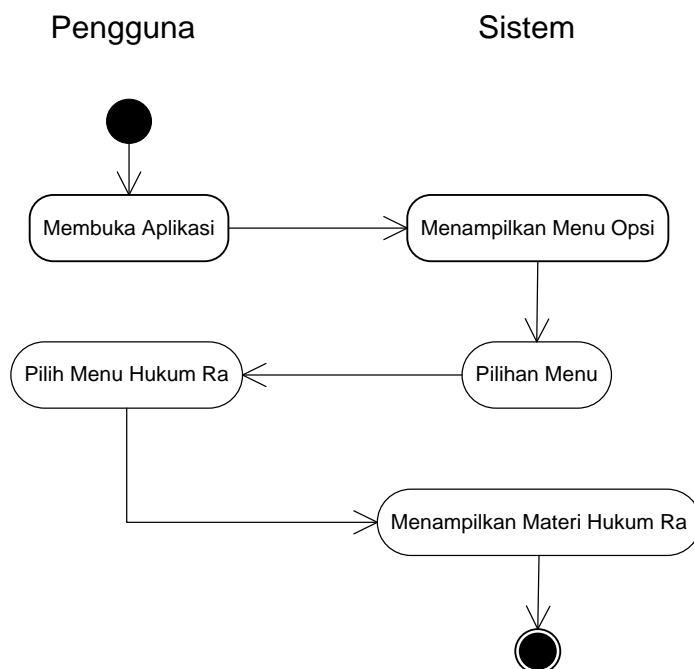 Pengguna
Sistem
Membuka Aplikasi
Menampilkan Menu Opsi
Pilih Menu Hukum Ra
Pilihan Menu
Menampilkan Materi Hukum Ra